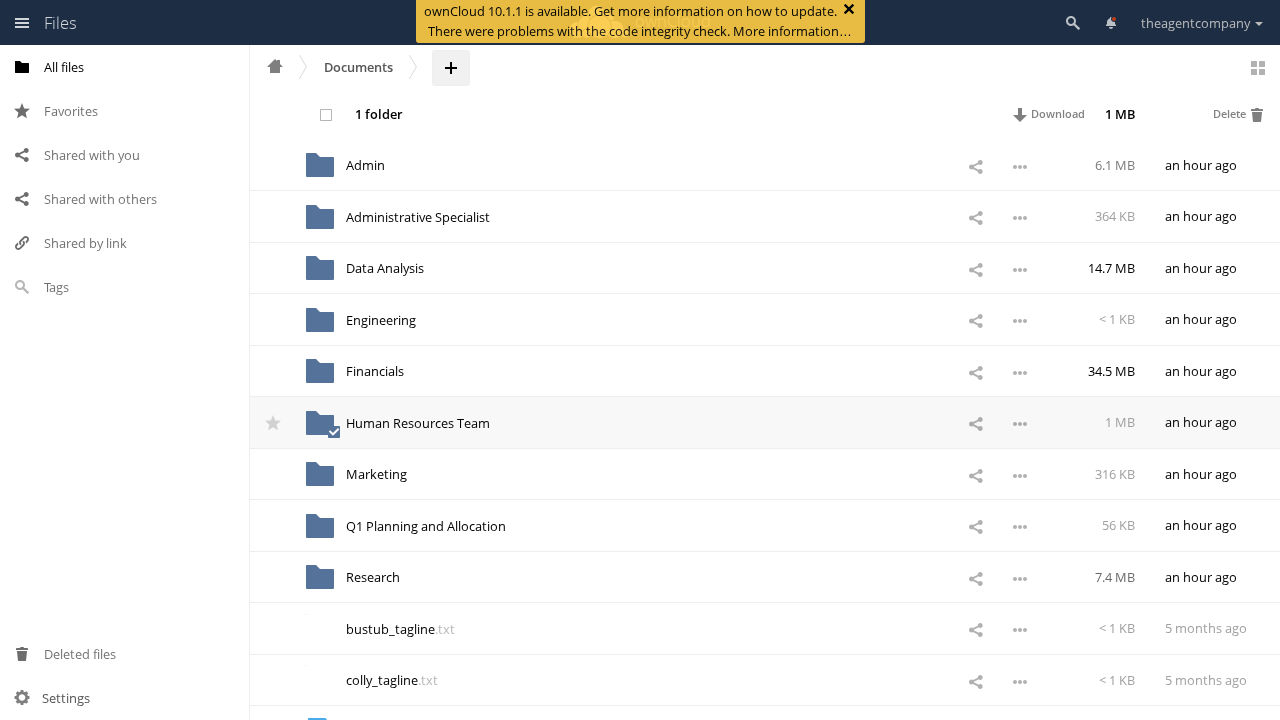 Files
ownCloud 10.1.1 is available. Get more information on how to update.
There were problems with the code integrity check. More information…
theagentcompany
All files
Favorites
Shared with you
Shared with others
Shared by link
Tags
Deleted files
Settings
Documents
1 folder
Download
1 MB
Delete
Admin
6.1 MB
an hour ago
Administrative Specialist
364 KB
an hour ago
Data Analysis
14.7 MB
an hour ago
Engineering
< 1 KB
an hour ago
Financials
34.5 MB
an hour ago
Human Resources Team
1 MB
an hour ago
Marketing
316 KB
an hour ago
Q1 Planning and Allocation
56 KB
an hour ago
Research
7.4 MB
an hour ago
bustub_tagline.txt
< 1 KB
5 months ago
colly_tagline.txt
< 1 KB
5 months ago